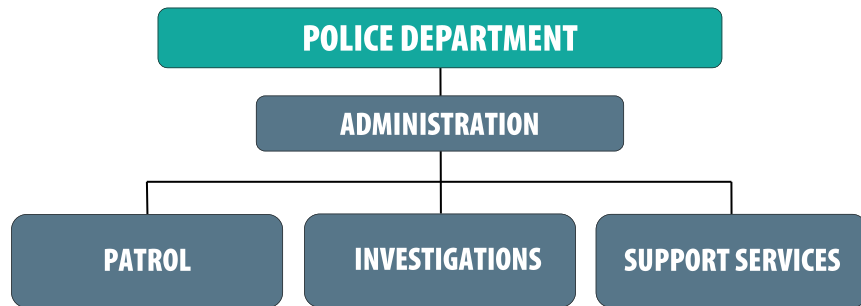 POLICE DEPARTMENT
ADMINISTRATION
PATROL
INVESTIGATIONS
SUPPORT SERVICES